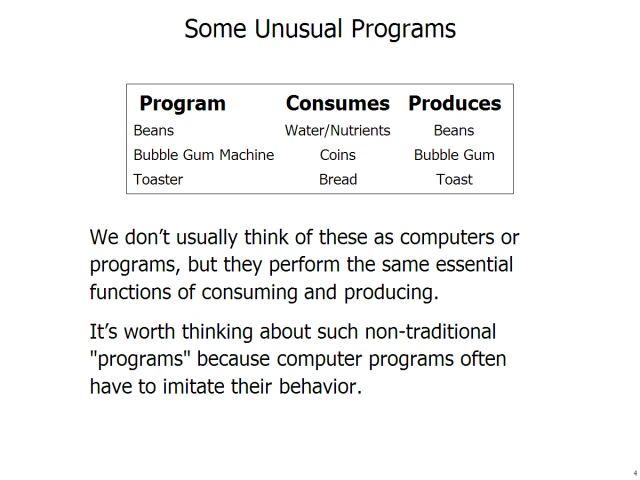 Some Unusual Programs
Program Consumes Produces
Beans Water/Nutrients Beans
Bubble Gum Machine Coins Bubble Gum
Toaster Bread Toast
We don’t usually think of these as computers or
programs, but they perform the same essential
functions of consuming and producing.
It’s worth thinking about such non-traditional
"programs" because computer programs often
have to imitate their behavior.
4